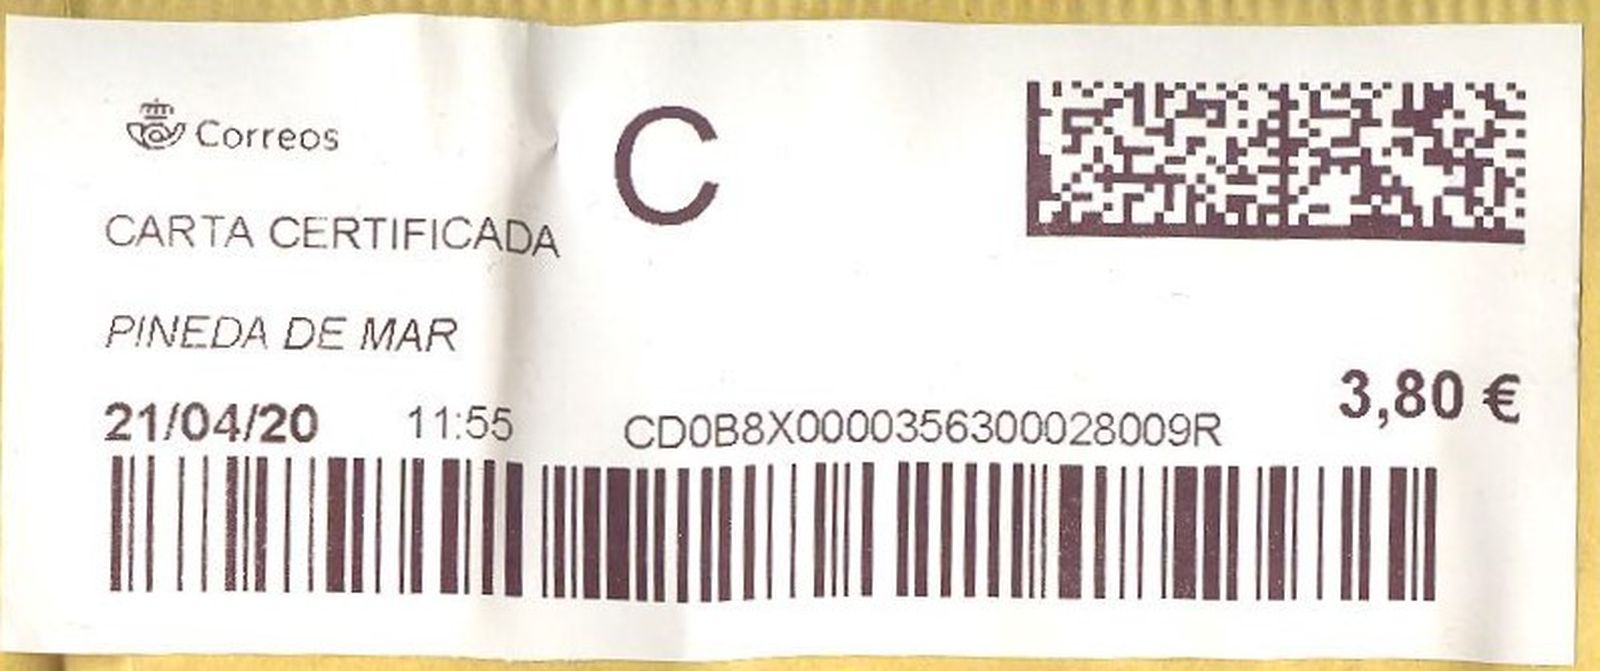 Correos
C
CARTA CERTIFICADA
PINEDA DE MAR
3,80 €
21/04/20 11:55 CD0B8X0000356300028009R